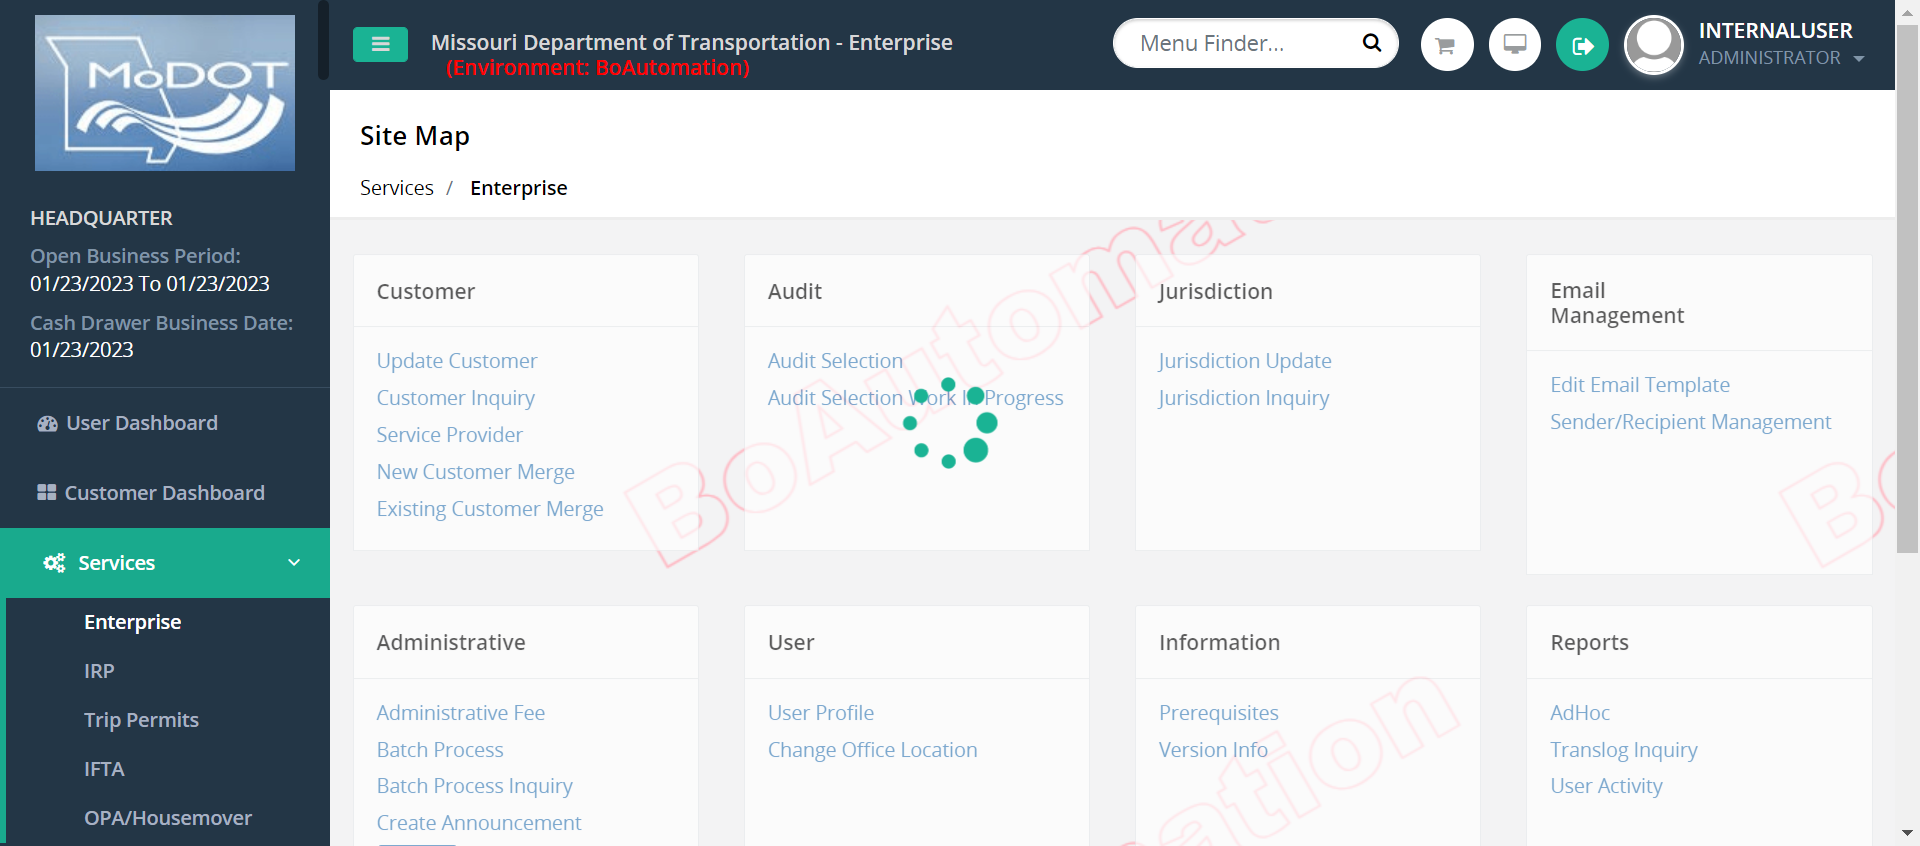 MoDOT
Missouri Department of Transportation - Enterprise
(Environment: BoAutomation)
Menu Finder...
INTERNALUSER
ADMINISTRATOR
HEADQUARTER
Open Business Period:
01/23/2023 To 01/23/2023
Cash Drawer Business Date:
01/23/2023
User Dashboard
Customer Dashboard
Services
Enterprise
IRP
Trip Permits
IFTA
OPA/Housemover
Site Map
Services / Enterprise
Customer
Update Customer
Customer Inquiry
Service Provider
New Customer Merge
Existing Customer Merge
Audit
Audit Selection
Audit Selection Work In Progress
Jurisdiction
Jurisdiction Update
Jurisdiction Inquiry
Email
Management
Edit Email Template
Sender/Recipient Management
Administrative
Administrative Fee
Batch Process
Batch Process Inquiry
Create Announcement
User
User Profile
Change Office Location
Information
Prerequisites
Version Info
Reports
AdHoc
Translog Inquiry
User Activity
BoAutoma
Bo
mation